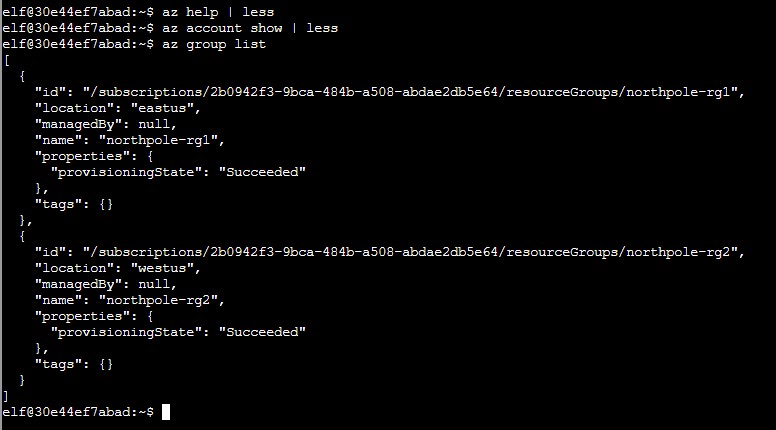 elf@30e44ef7abad:~$ az help | less
elf@30e44ef7abad:~$ az account show | less
elf@30e44ef7abad:~$ az group list
[
  {
    "id": "/subscriptions/2b0942f3-9bca-484b-a508-abdae2db5e64/resourceGroups/northpole-rg1",
    "location": "eastus",
    "managedBy": null,
    "name": "northpole-rg1",
    "properties": {
      "provisioningState": "Succeeded"
    },
    "tags": {}
  },
  {
    "id": "/subscriptions/2b0942f3-9bca-484b-a508-abdae2db5e64/resourceGroups/northpole-rg2",
    "location": "westus",
    "managedBy": null,
    "name": "northpole-rg2",
    "properties": {
      "provisioningState": "Succeeded"
    },
    "tags": {}
  }
]
elf@30e44ef7abad:~$